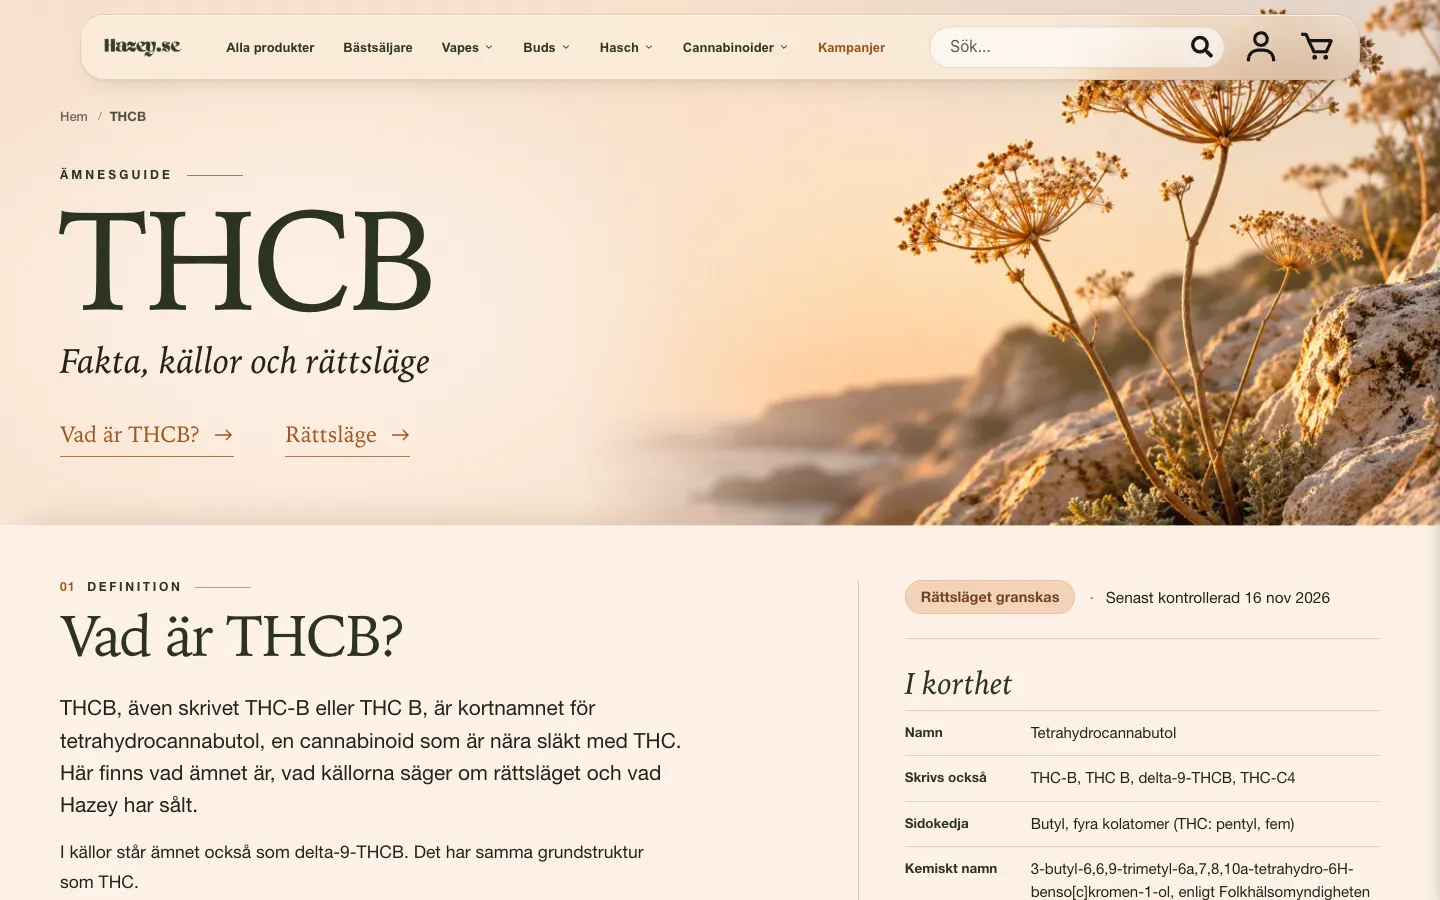 Hazey.se
Alla produkter
Bästsäljare
Vapes
Buds
Hasch
Cannabinoider
Kampanjer
Sök...
Hem / THCB
ÄMNESGUIDE
THCB
Fakta, källor och rättsläge
Vad är THCB? →
Rättsläge →
01 DEFINITION
Vad är THCB?
THCB, även skrivet THC-B eller THC B, är kortnamnet för
tetrahydrocannabutol, en cannabinoid som är nära släkt med THC.
Här finns vad ämnet är, vad källorna säger om rättsläget och vad
Hazey har sålt.
I källor står ämnet också som delta-9-THCB. Det har samma grundstruktur
som THC.
Rättsläget granskas · Senast kontrollerad 16 nov 2026
I korthet
Namn Tetrahydrocannabutol
Skrivs också THC-B, THC B, delta-9-THCB, THC-C4
Sidokedja Butyl, fyra kolatomer (THC: pentyl, fem)
Kemiskt namn 3-butyl-6,6,9-trimetyl-6a,7,8,10a-tetrahydro-6H-
benso[c]kromen-1-ol, enligt Folkhälsomyndigheten